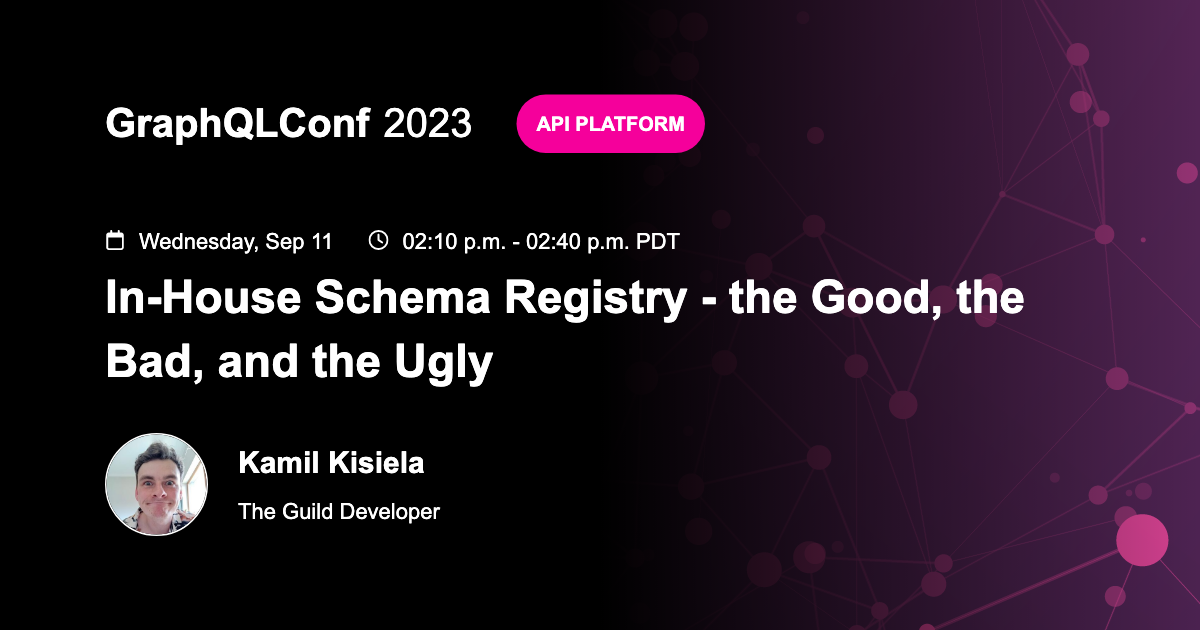 GraphQLConf 2023
API PLATFORM
Wednesday, Sep 11
02:10 p.m. - 02:40 p.m. PDT
In-House Schema Registry - the Good, the
Bad, and the Ugly
Kamil Kisiela
The Guild Developer